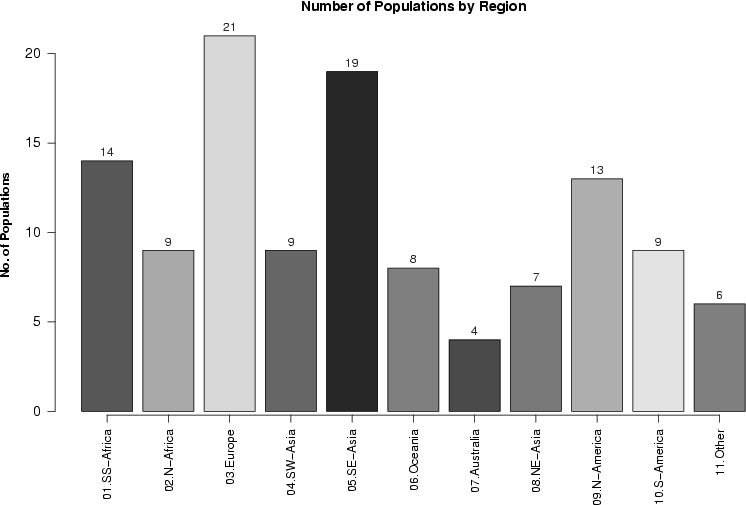 Number of Populations by Region
No. of Populations
20
15
10
5
0
14
9
21
9
19
8
4
7
13
9
6
01.SS−Africa
02.N−Africa
03.Europe
04.SW−Asia
05.SE−Asia
06.Oceania
07.Australia
08.NE−Asia
09.N−America
10.S−America
11.Other